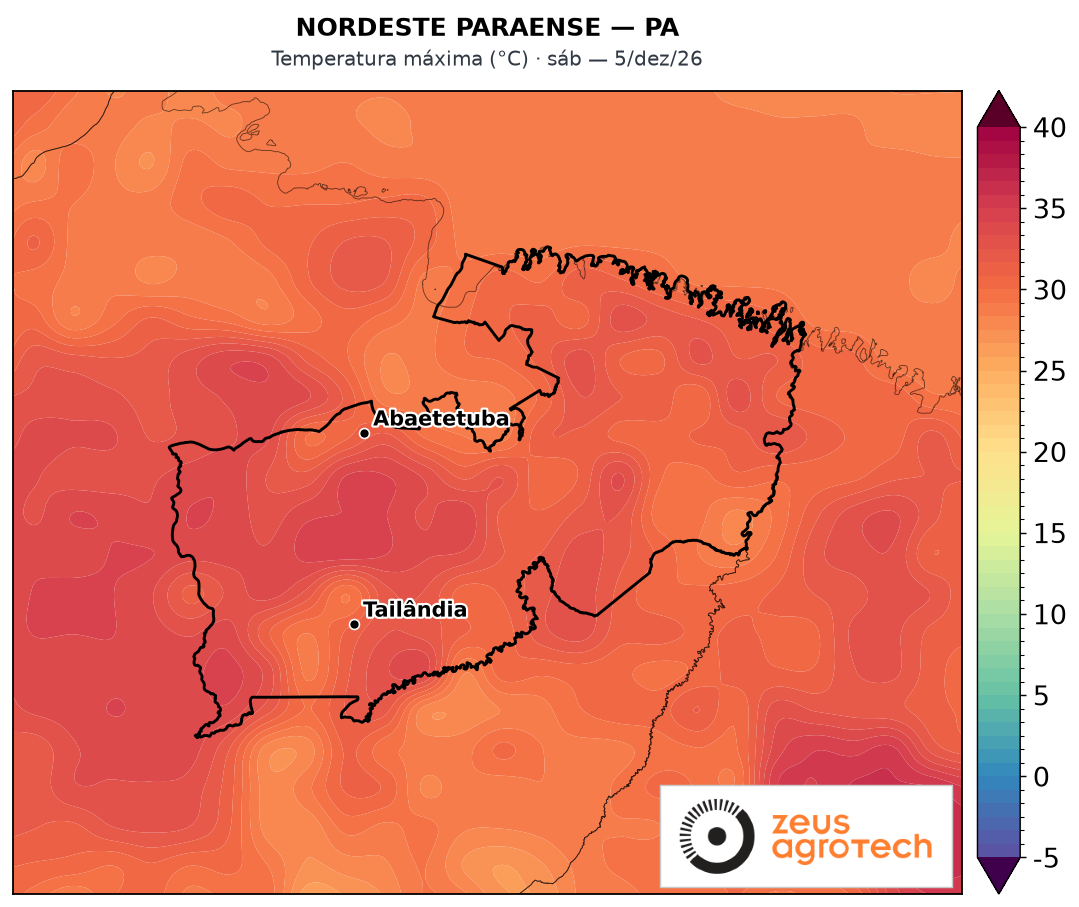 NORDESTE PARAENSE — PA
Temperatura máxima (°C) · sáb — 5/dez/26
Abaetetuba
Tailândia
40
35
30
25
20
15
10
5
0
-5
zeus
agrotech